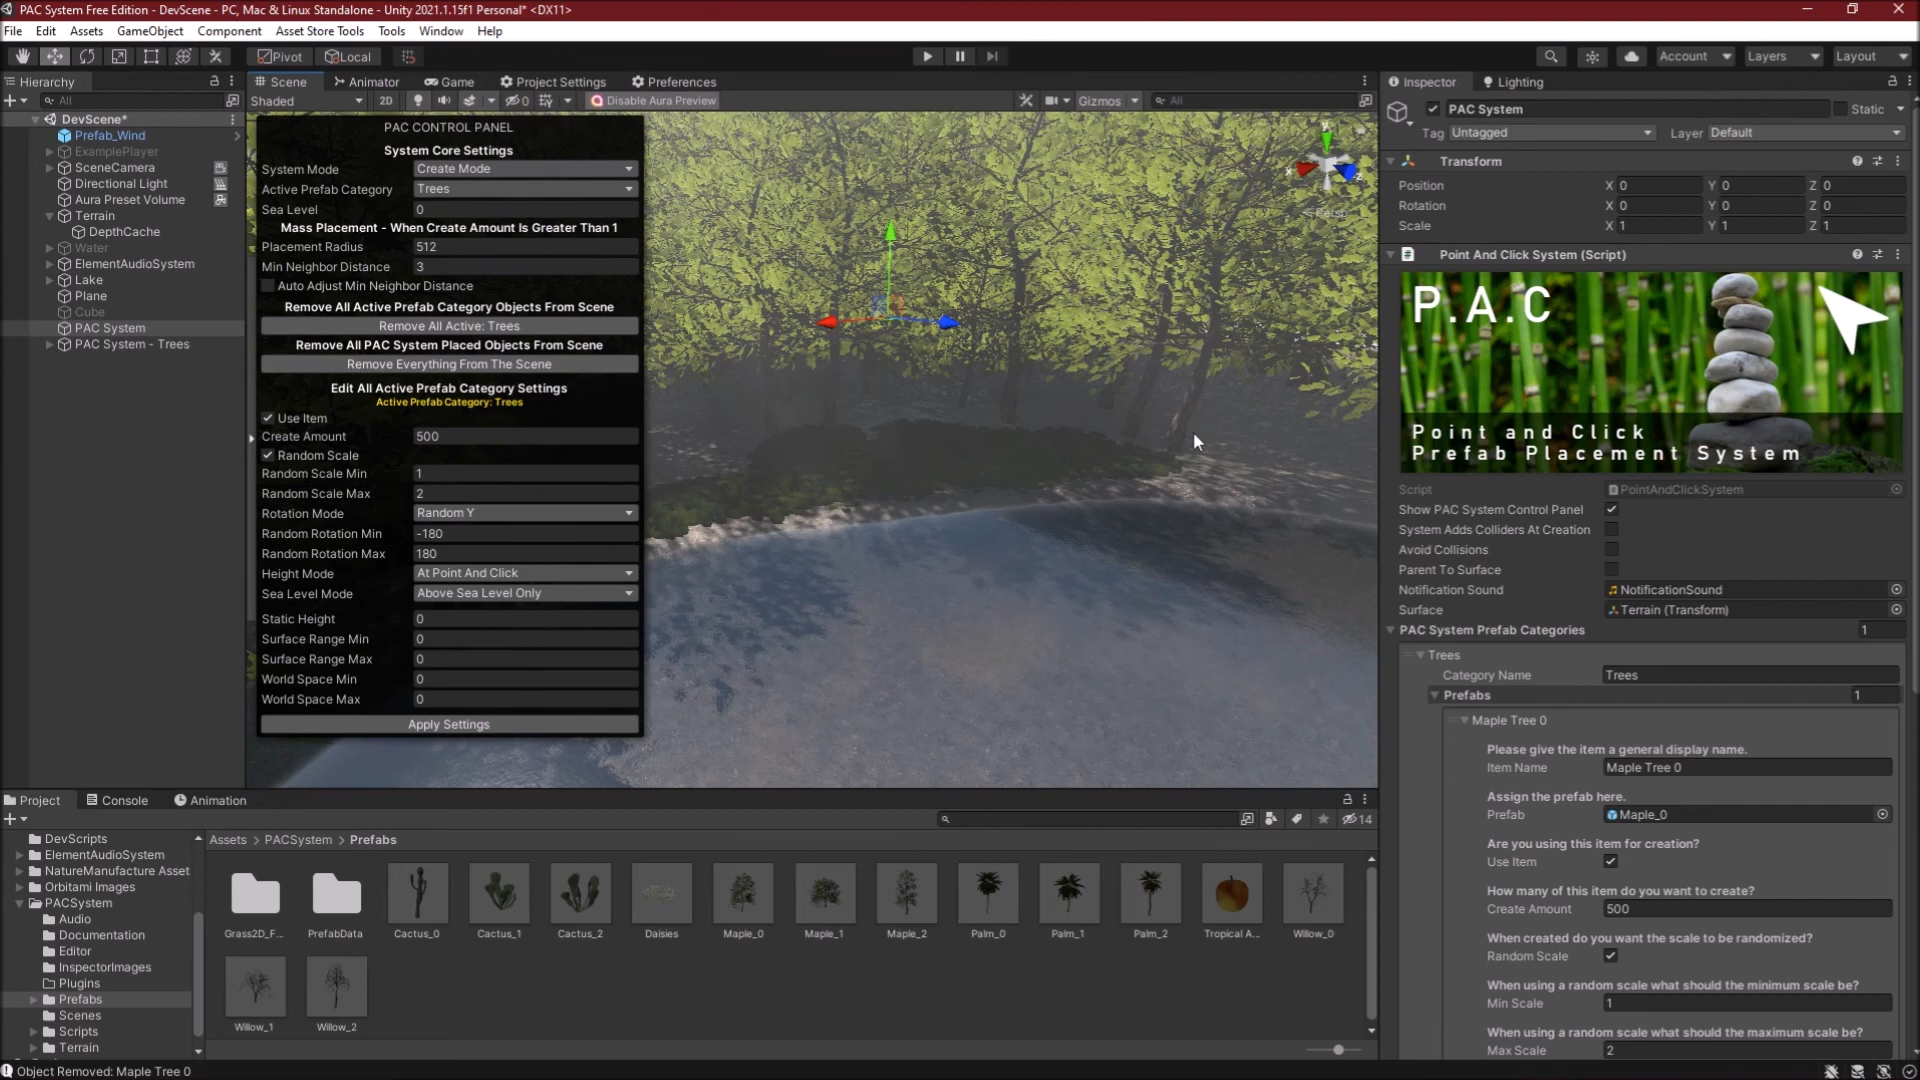 PAC System Free Edition - DevScene - PC, Mac & Linux Standalone - Unity 2021.1.15f1 Personal* <DX11>
File Edit Assets GameObject Component Asset Store Tools Tools Window Help
Pivot Local
Account Layers Layout
Hierarchy
All
DevScene*
Prefab_Wind
ExamplePlayer
SceneCamera
Directional Light
Aura Preset Volume
Terrain
DepthCache
Water
ElementAudioSystem
Lake
Plane
Cube
PAC System
PAC System - Trees
Scene Animator Game Project Settings Preferences
Shaded 2D 0 Disable Aura Preview Gizmos All
PAC CONTROL PANEL
System Core Settings
System Mode Create Mode
Active Prefab Category Trees
Sea Level 0
Mass Placement - When Create Amount Is Greater Than 1
Placement Radius 512
Min Neighbor Distance 3
Auto Adjust Min Neighbor Distance
Remove All Active Prefab Category Objects From Scene
Remove All Active: Trees
Remove All PAC System Placed Objects From Scene
Remove Everything From The Scene
Edit All Active Prefab Category Settings
Active Prefab Category: Trees
Use Item
Create Amount 500
Random Scale
Random Scale Min 1
Random Scale Max 2
Rotation Mode Random Y
Random Rotation Min -180
Random Rotation Max 180
Height Mode At Point And Click
Sea Level Mode Above Sea Level Only
Static Height 0
Surface Range Min 0
Surface Range Max 0
World Space Min 0
World Space Max 0
Apply Settings
y
x
z
Persp
Inspector Lighting
PAC System Static
Tag Untagged Layer Default
Transform
Position X 0 Y 0 Z 0
Rotation X 0 Y 0 Z 0
Scale X 1 Y 1 Z 1
Point And Click System (Script)
P.A.C
Point and Click
Prefab Placement System
Script PointAndClickSystem
Show PAC System Control Panel
System Adds Colliders At Creation
Avoid Collisions
Parent To Surface
Notification Sound NotificationSound
Surface Terrain (Transform)
PAC System Prefab Categories 1
Trees
Category Name Trees
Prefabs 1
Maple Tree 0
Please give the item a general display name.
Item Name Maple Tree 0
Assign the prefab here.
Prefab Maple_0
Are you using this item for creation?
Use Item
How many of this item do you want to create?
Create Amount 500
When created do you want the scale to be randomized?
Random Scale
When using a random scale what should the minimum scale be?
Min Scale 1
When using a random scale what should the maximum scale be?
Max Scale 2
Project Console Animation
14
DevScripts
ElementAudioSystem
NatureManufacture Asset
Orbitami Images
PACSystem
Audio
Documentation
Editor
InspectorImages
Plugins
Prefabs
Scenes
Scripts
Terrain
Assets > PACSystem > Prefabs
Grass2D_F... PrefabData Cactus_0 Cactus_1 Cactus_2 Daisies Maple_0 Maple_1 Maple_2 Palm_0 Palm_1 Palm_2 Tropical A... Willow_0
Willow_1 Willow_2
Object Removed: Maple Tree 0